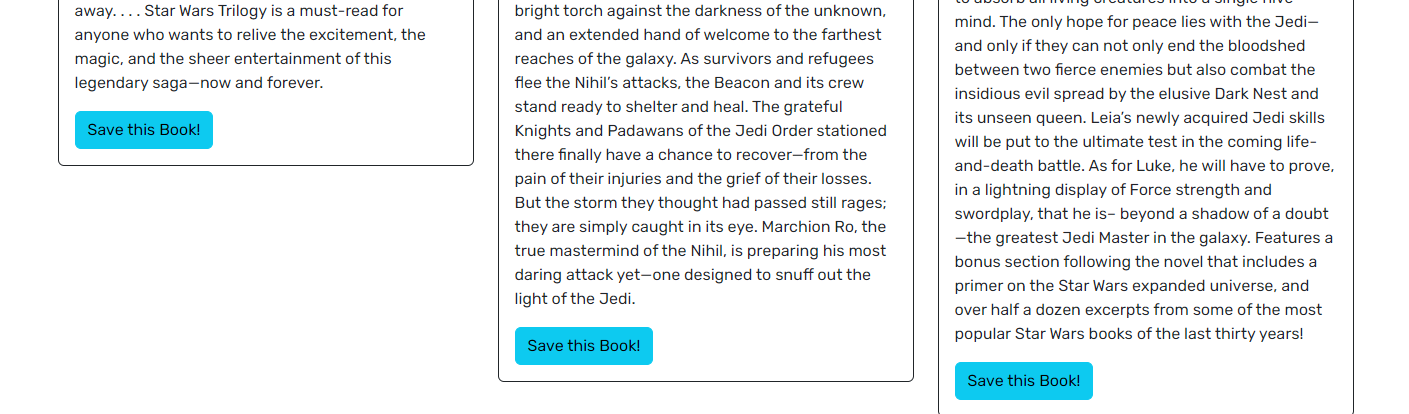 away. . . . Star Wars Trilogy is a must-read for
anyone who wants to relive the excitement, the
magic, and the sheer entertainment of this
legendary saga—now and forever.
Save this Book!
bright torch against the darkness of the unknown,
and an extended hand of welcome to the farthest
reaches of the galaxy. As survivors and refugees
flee the Nihil’s attacks, the Beacon and its crew
stand ready to shelter and heal. The grateful
Knights and Padawans of the Jedi Order stationed
there finally have a chance to recover—from the
pain of their injuries and the grief of their losses.
But the storm they thought had passed still rages;
they are simply caught in its eye. Marchion Ro, the
true mastermind of the Nihil, is preparing his most
daring attack yet—one designed to snuff out the
light of the Jedi.
Save this Book!
to absorb all living creatures into a single hive
mind. The only hope for peace lies with the Jedi—
and only if they can not only end the bloodshed
between two fierce enemies but also combat the
insidious evil spread by the elusive Dark Nest and
its unseen queen. Leia’s newly acquired Jedi skills
will be put to the ultimate test in the coming life-
and-death battle. As for Luke, he will have to prove,
in a lightning display of Force strength and
swordplay, that he is– beyond a shadow of a doubt
—the greatest Jedi Master in the galaxy. Features a
bonus section following the novel that includes a
primer on the Star Wars expanded universe, and
over half a dozen excerpts from some of the most
popular Star Wars books of the last thirty years!
Save this Book!